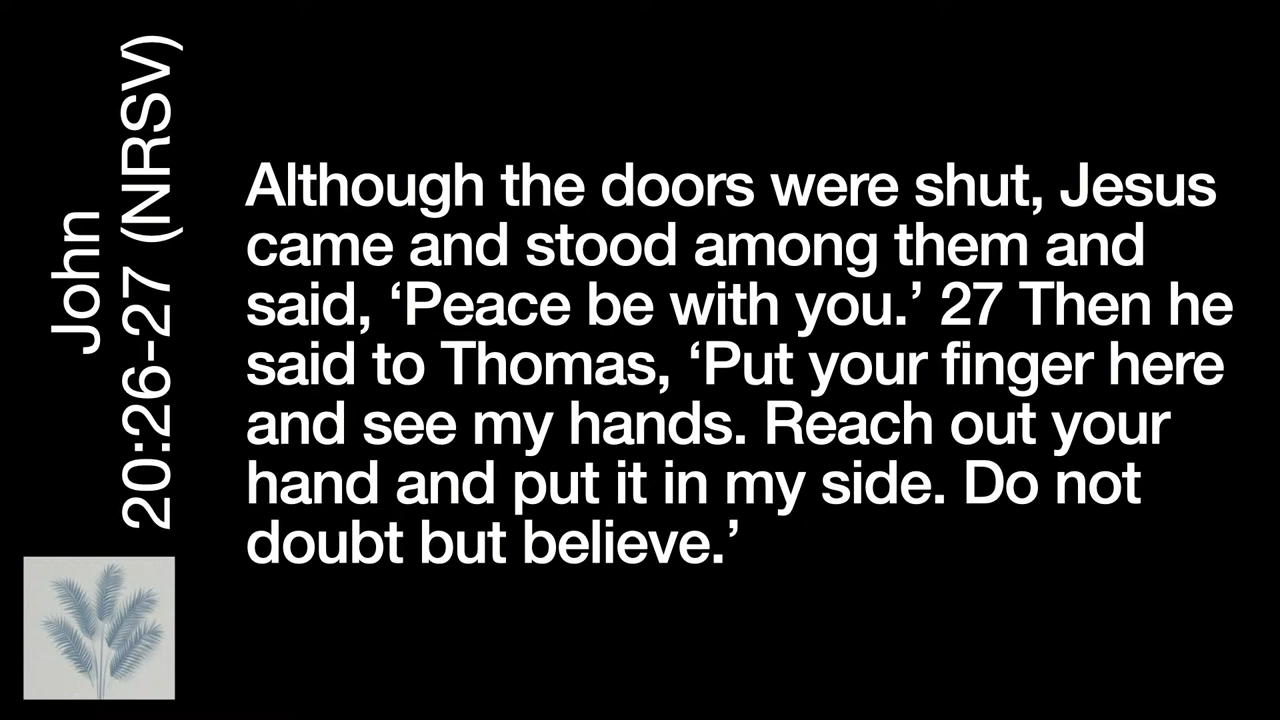 John
20:26-27 (NRSV)
Although the doors were shut, Jesus
came and stood among them and
said, ‘Peace be with you.’ 27 Then he
said to Thomas, ‘Put your finger here
and see my hands. Reach out your
hand and put it in my side. Do not
doubt but believe.’